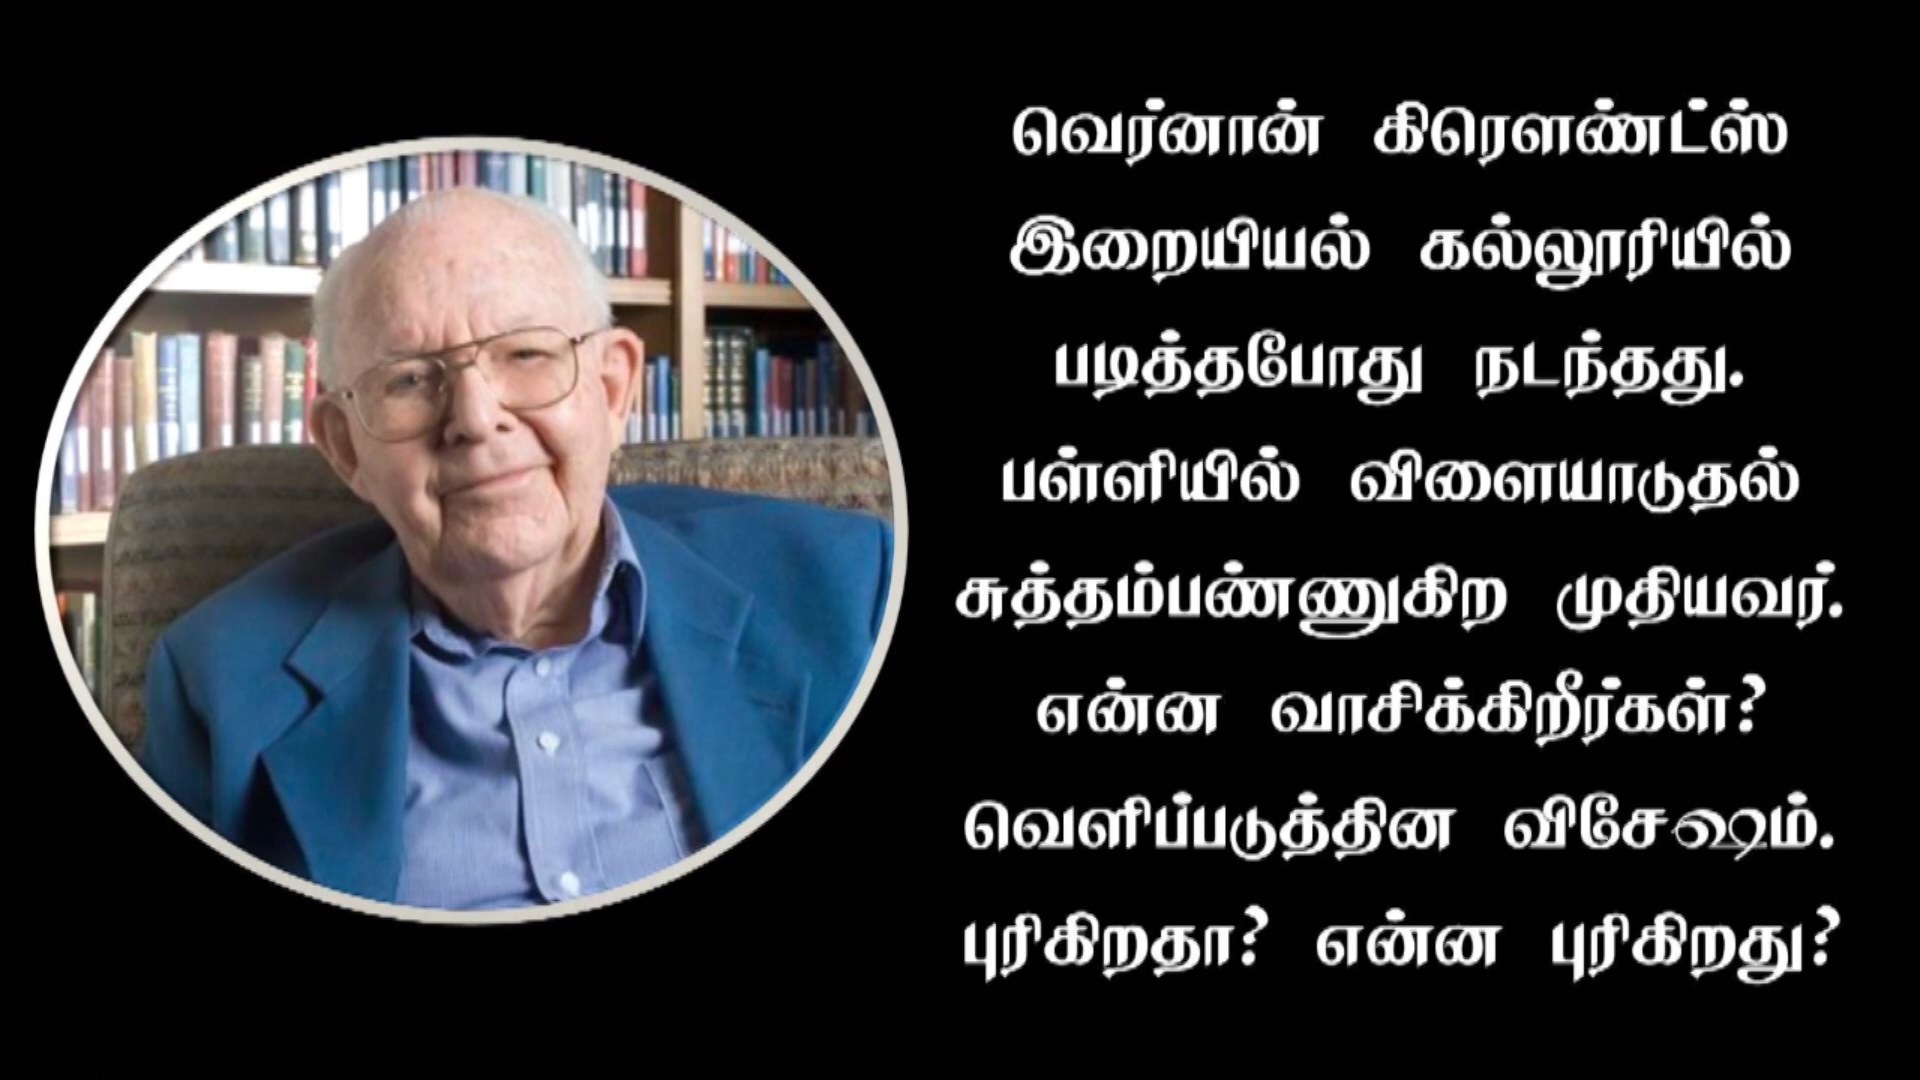 வெர்னான் கிரௌண்ட்ஸ்
இறையியல் கல்லூரியில்
படித்தபோது நடந்தது.
பள்ளியில் விளையாடுதல்
சுத்தம்பண்ணுகிற முதியவர்.
என்ன வாசிக்கிறீர்கள்?
வெளிப்படுத்தின விசேஷம்.
புரிகிறதா? என்ன புரிகிறது?